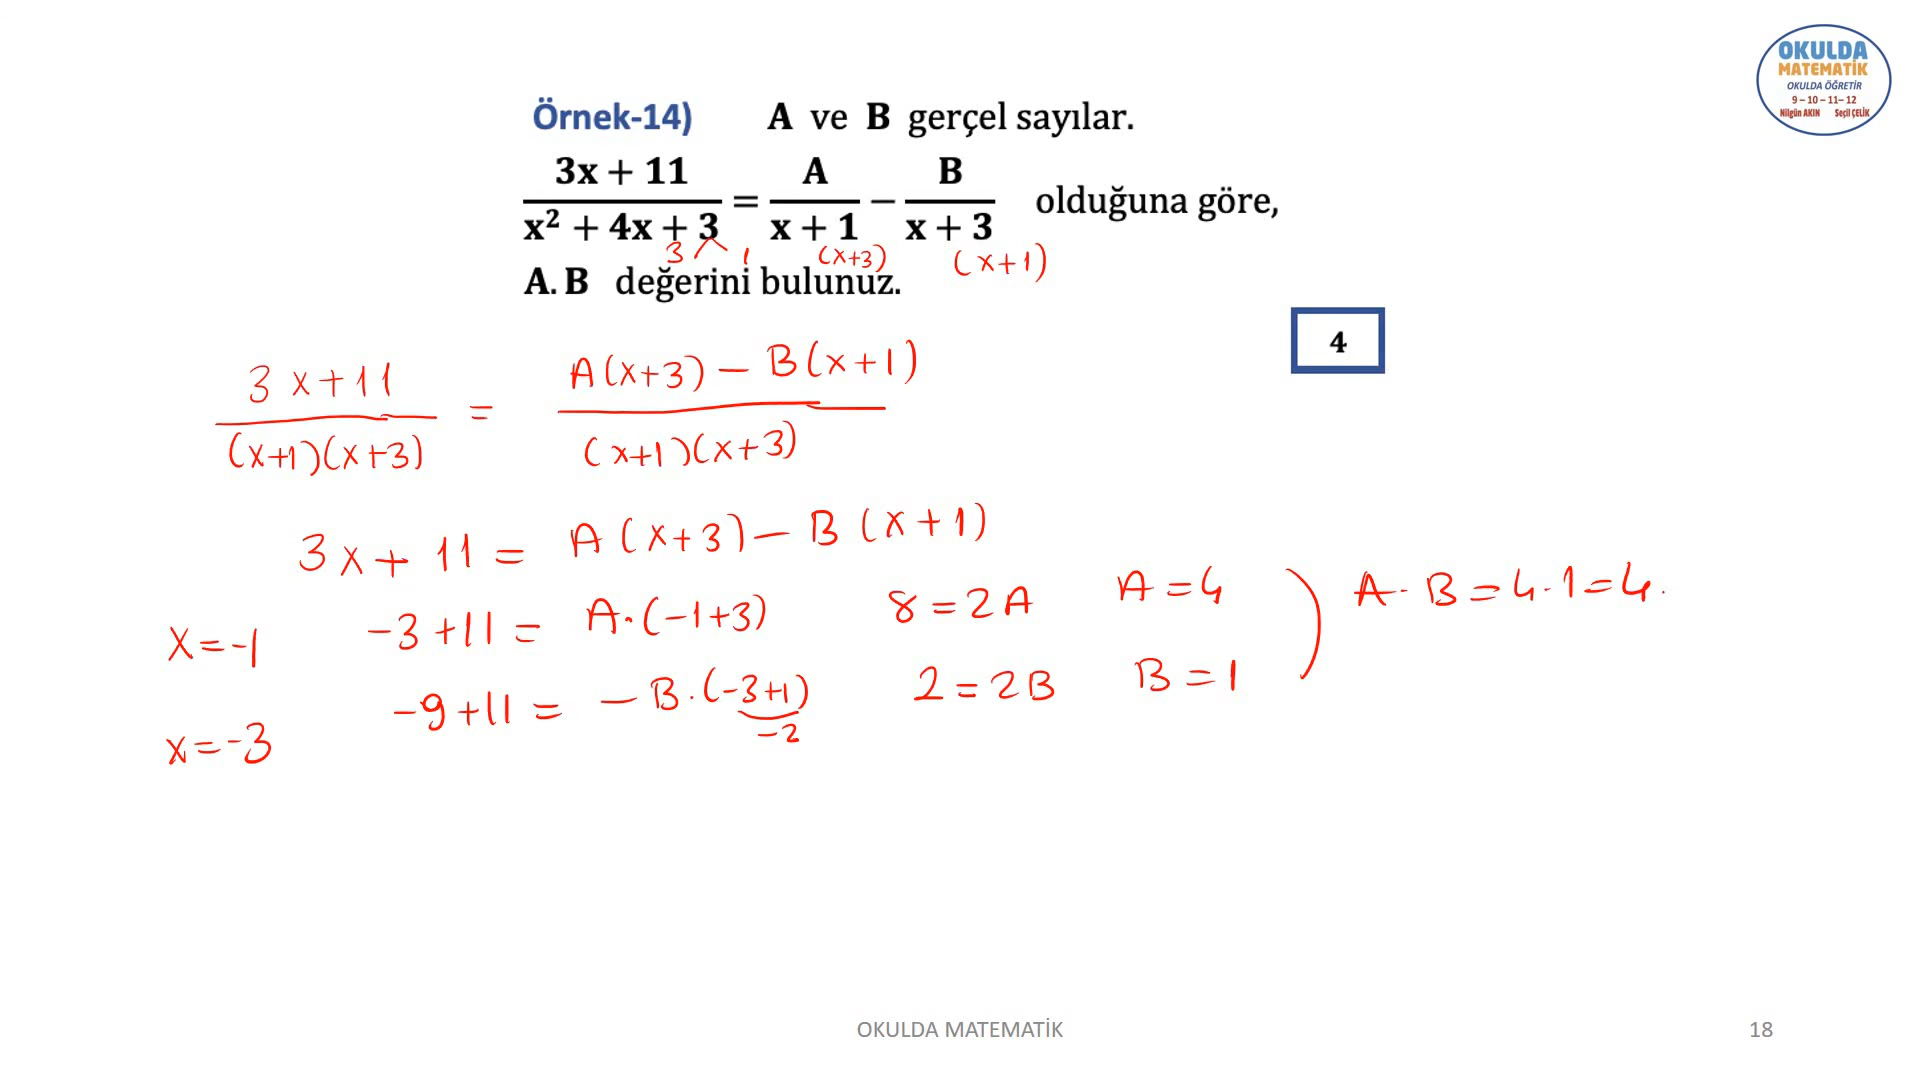 OKULDA
MATEMATİK
OKULDA ÖĞRETİR
9 – 10 – 11– 12
Nilgün AKIN Seçil ÇELİK
Örnek-14) A ve B gerçel sayılar.
3x + 11 / x² + 4x + 3 = A / x + 1 − B / x + 3 olduğuna göre,
3 1 (x+3) (x+1)
A. B değerini bulunuz.
4
3x+11 / (x+1)(x+3) = A(x+3) − B(x+1) / (x+1)(x+3)
3x + 11 = A(x+3) − B(x+1)
x=-1 -3+11 = A.(-1+3) 8=2A A=4
x=-3 -9+11 = -B.(-3+1) 2=2B B=1
-2
A.B=4.1=4.
OKULDA MATEMATİK
18